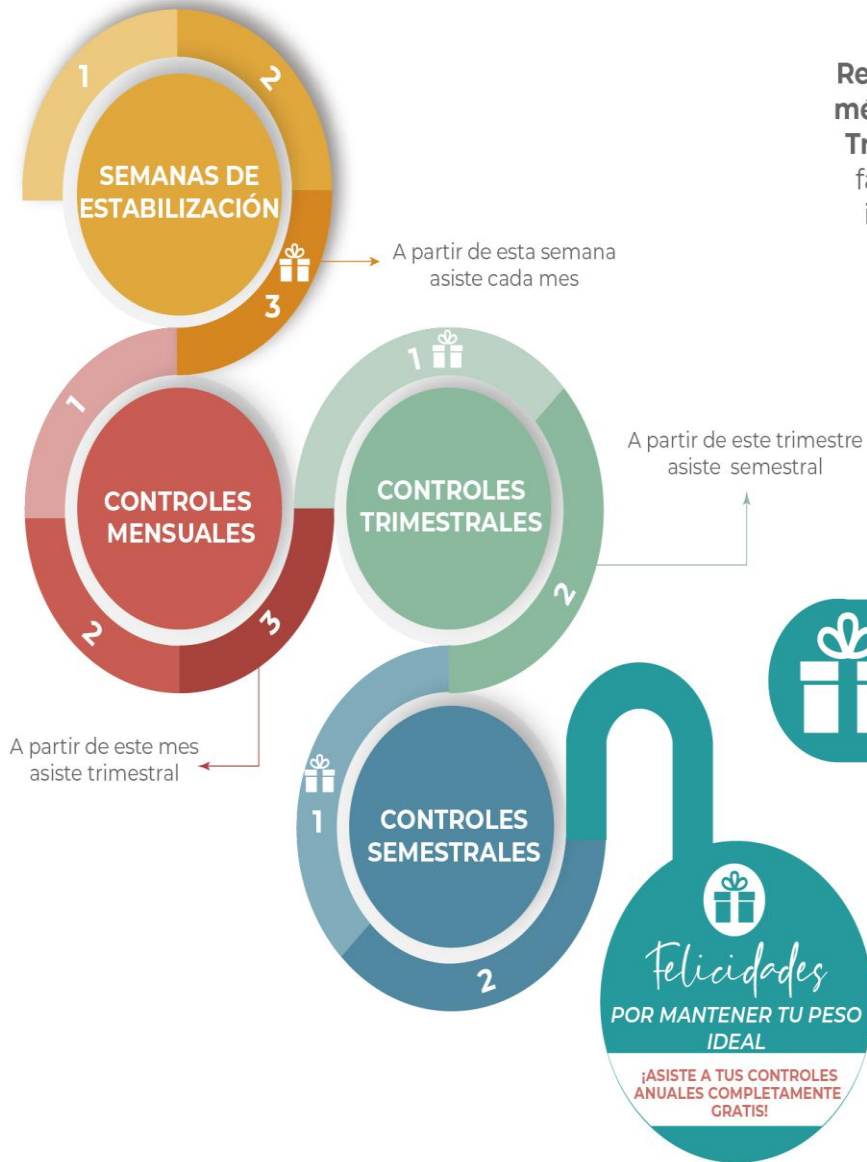 1
2
SEMANAS DE
ESTABILIZACIÓN
3
A partir de esta semana
asiste cada mes
1
CONTROLES
MENSUALES
2
3
A partir de este mes
asiste trimestral
1
CONTROLES
TRIMESTRALES
2
A partir de este trimestre
asiste semestral
1
CONTROLES
SEMESTRALES
2
Felicidades
POR MANTENER TU PESO
IDEAL
¡ASISTE A TUS CONTROLES
ANUALES COMPLETAMENTE
GRATIS!